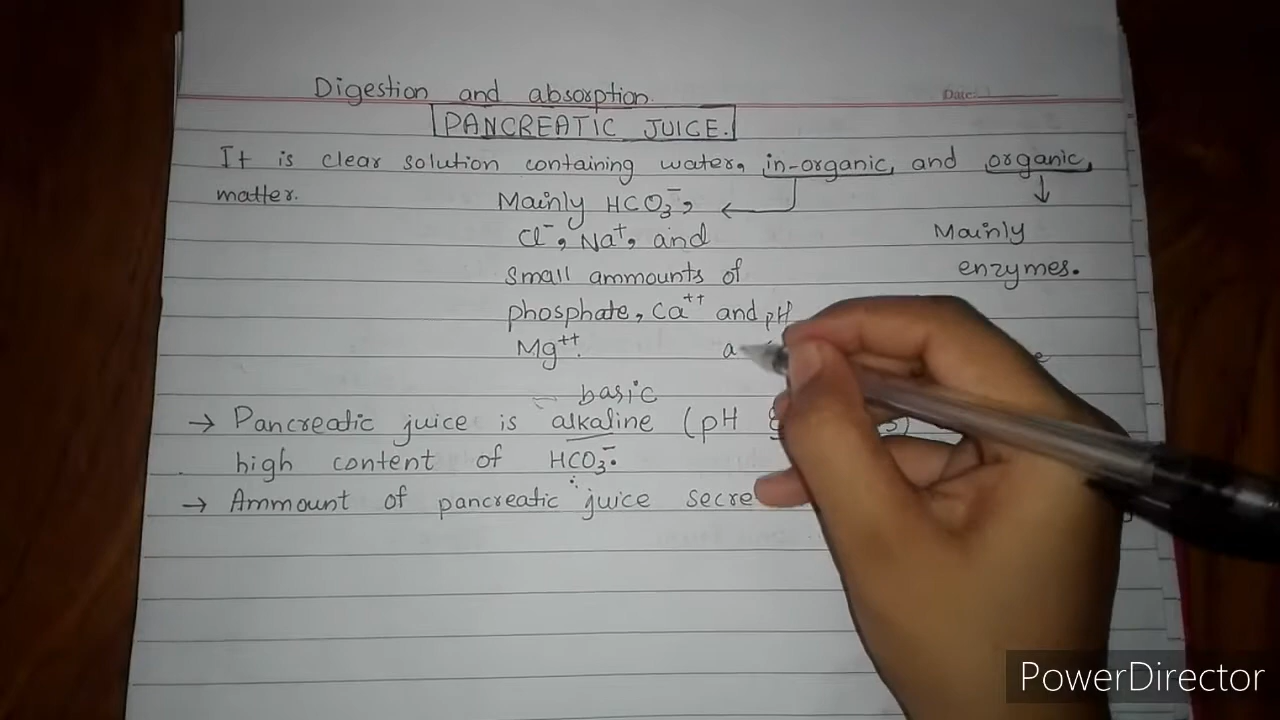 Digestion and absorption.
Date:
PANCREATIC JUICE.
It is clear solution containing water, in-organic, and organic,
matter.
Mainly HCO₃⁻,
Cl⁻, Na⁺, and
small ammounts of
phosphate, Ca⁺⁺ and
Mg⁺⁺.
Mainly
enzymes.
pH
a
basic
→ Pancreatic juice is alkaline (pH
high content of HCO₃⁻.
→ Ammount of pancreatic juice secre
PowerDirector